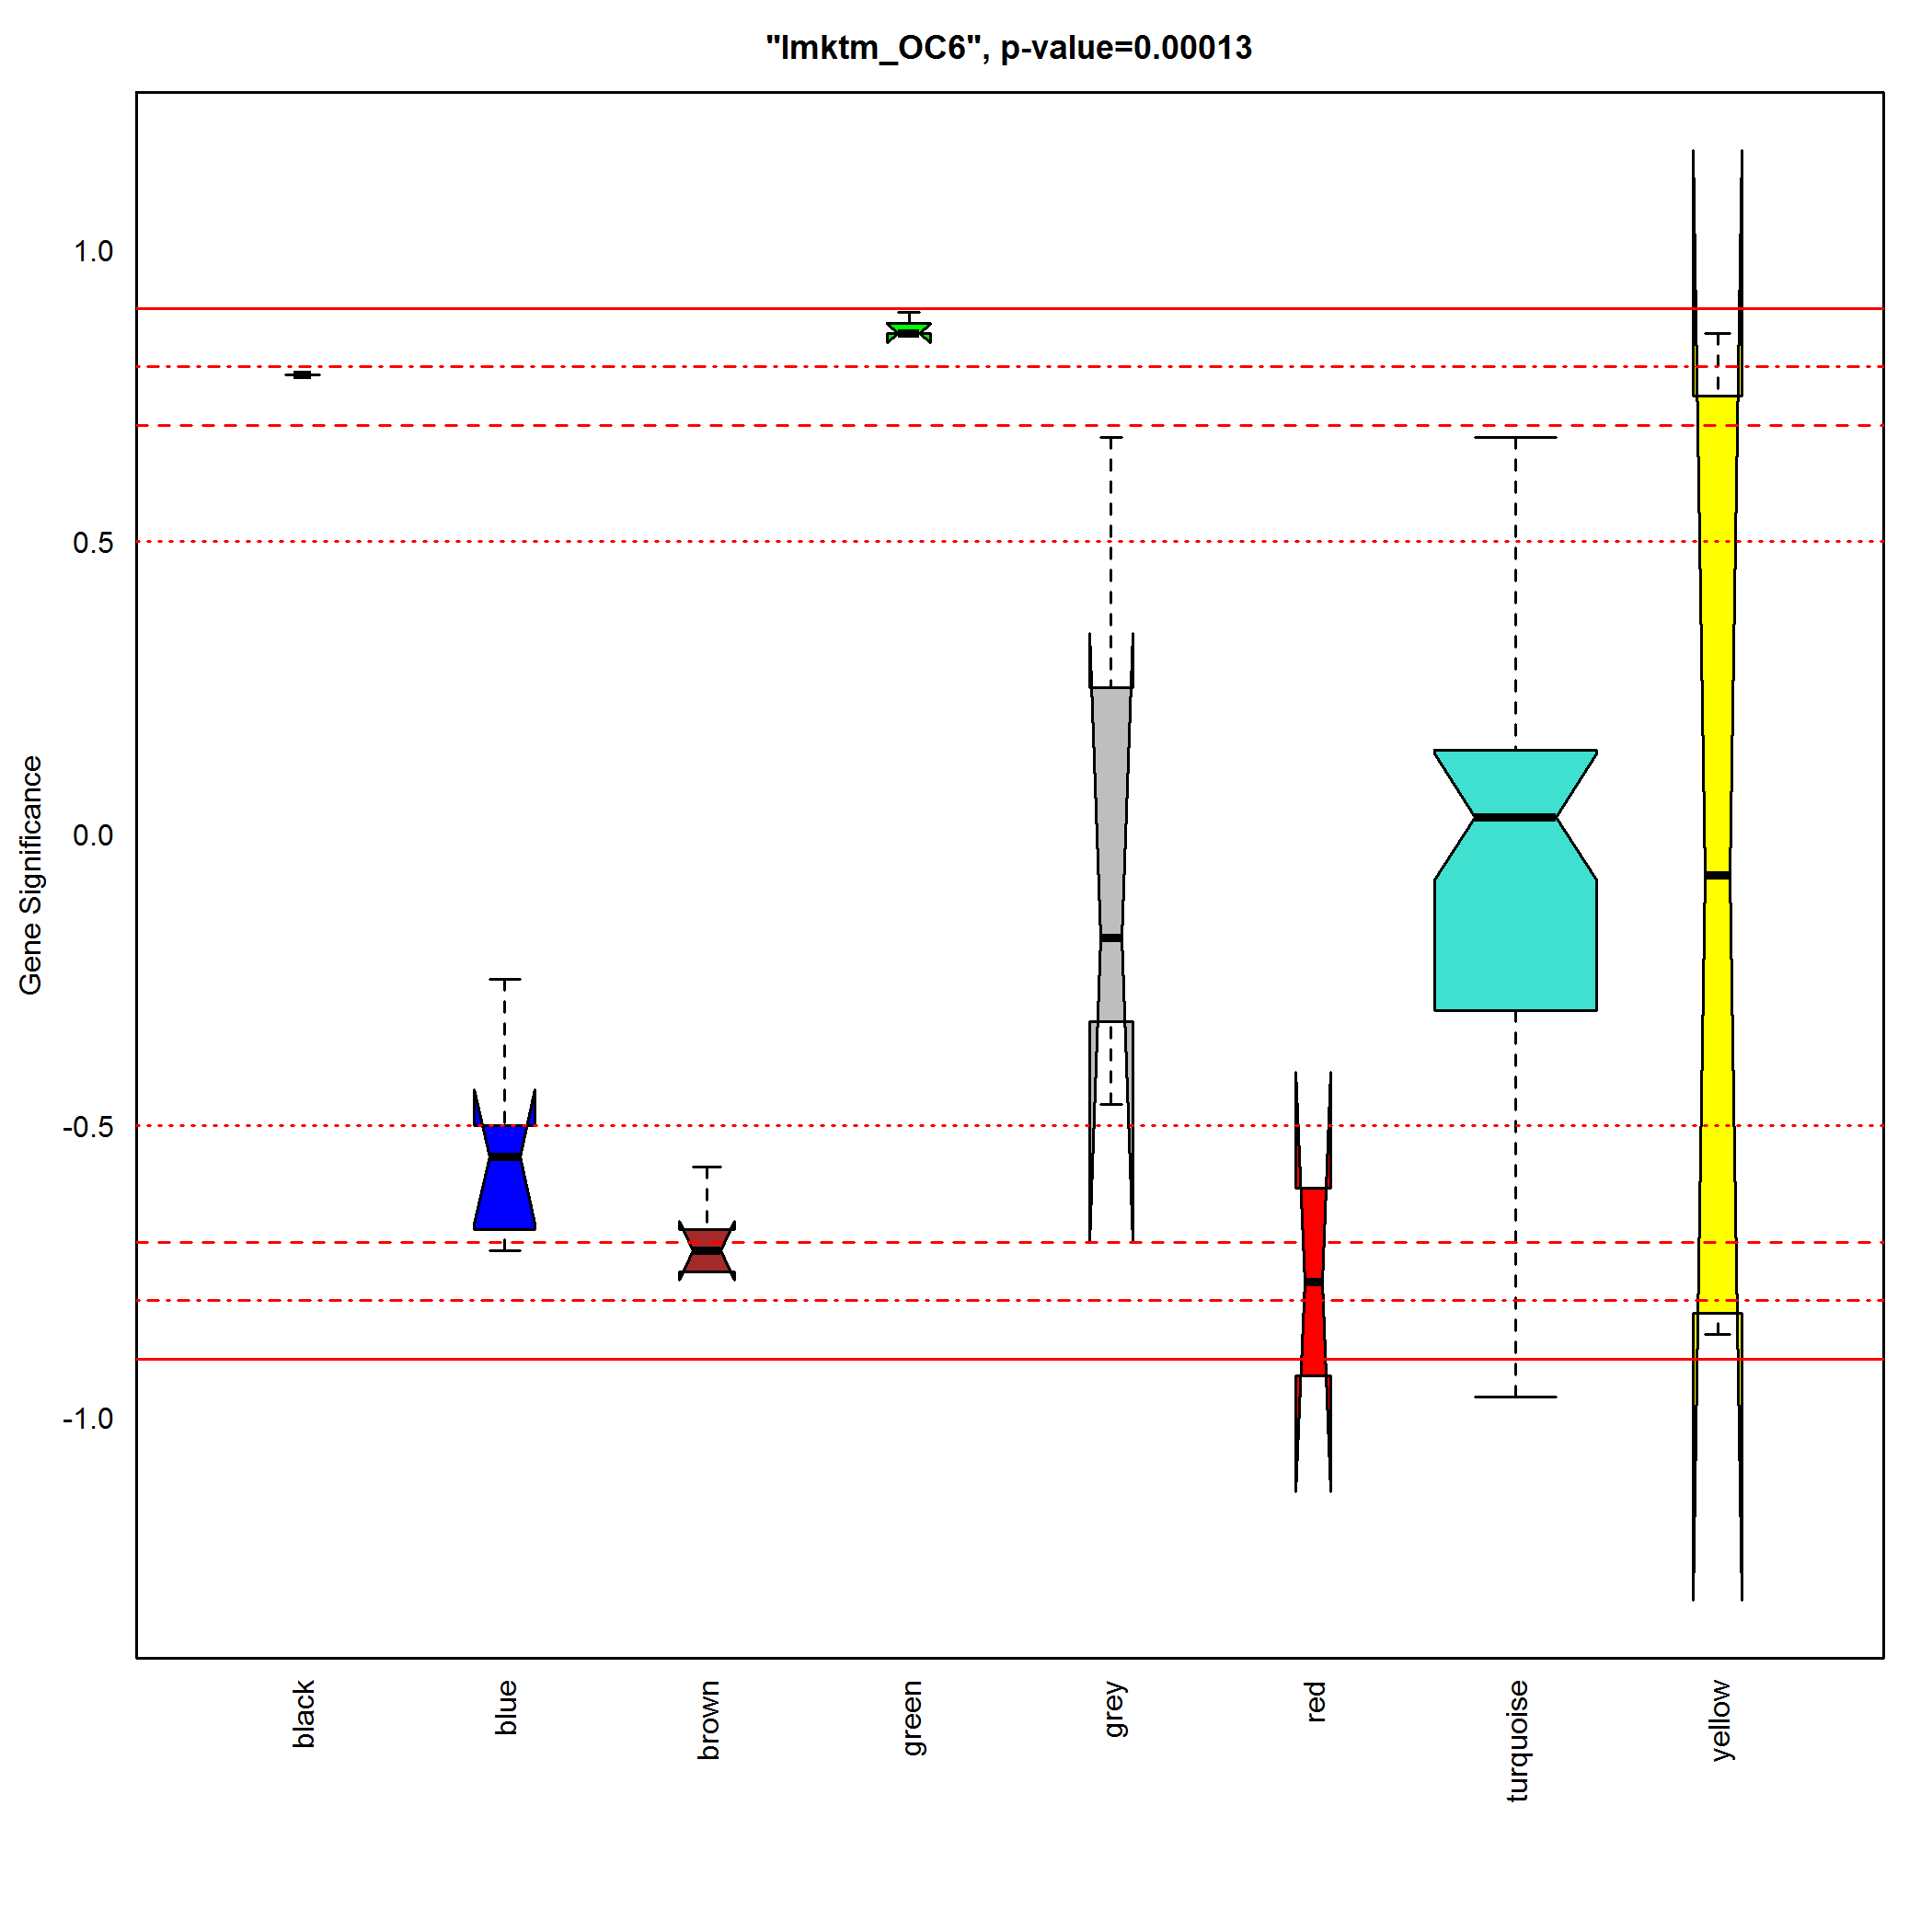 "lmktm_OC6", p-value=0.00013
Gene Significance
1.0
0.5
0.0
-0.5
-1.0
black
blue
brown
green
grey
red
turquoise
yellow